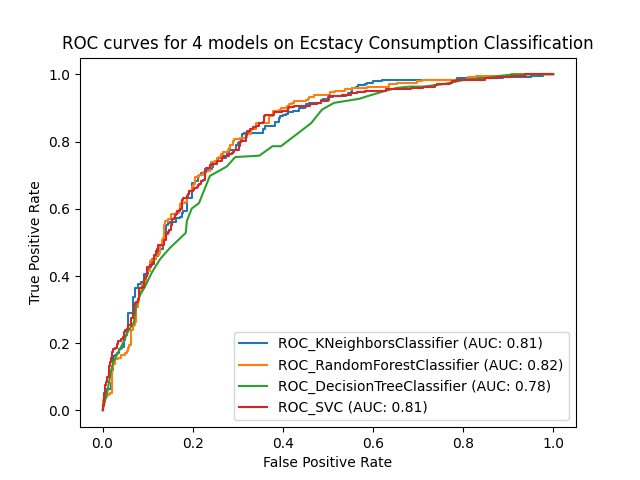 ROC curves for 4 models on Ecstacy Consumption Classification
True Positive Rate
1.0
0.8
0.6
0.4
0.2
0.0
ROC_KNeighborsClassifier (AUC: 0.81)
ROC_RandomForestClassifier (AUC: 0.82)
ROC_DecisionTreeClassifier (AUC: 0.78)
ROC_SVC (AUC: 0.81)
0.0 0.2 0.4 0.6 0.8 1.0
False Positive Rate